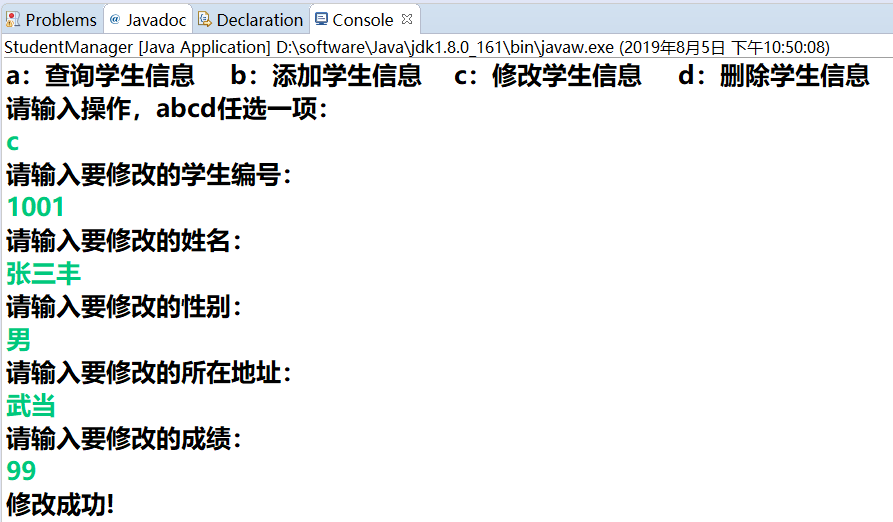 Problems @ Javadoc Declaration Console
StudentManager [Java Application] D:\software\Java\jdk1.8.0_161\bin\javaw.exe (2019年8月5日 下午10:50:08)
a：查询学生信息 b：添加学生信息 c：修改学生信息 d：删除学生信息
请输入操作，abcd任选一项：
c
请输入要修改的学生编号：
1001
请输入要修改的姓名：
张三丰
请输入要修改的性别：
男
请输入要修改的所在地址：
武当
请输入要修改的成绩：
99
修改成功!